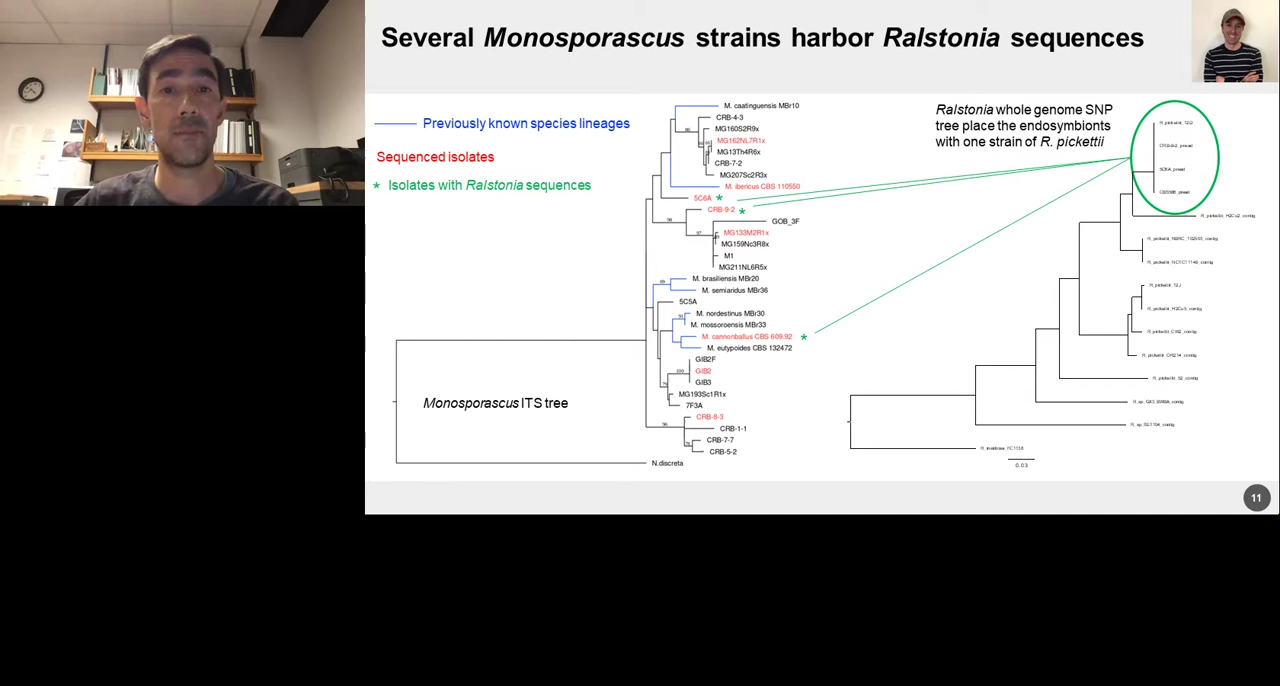 Several Monosporascus strains harbor Ralstonia sequences
Previously known species lineages
Sequenced isolates
* Isolates with Ralstonia sequences
M. caatinguensis MBr10
CRB-4-3
MG160S2R9x
MG162NL7R1x
MG13Th4R6x
CRB-7-2
MG207Sc2R3x
M. ibericus CBS 110550
5C6A *
CRB-9-2 *
GOB_3F
MG133M2R1x
MG159Nc3R8x
M1
MG211NL6R5x
M. brasiliensis MBr20
M. semiaridus MBr36
5C5A
M. nordestinus MBr30
M. mossoroensis MBr33
M. cannonballus CBS 609.92 *
M. eutypoides CBS 132472
GIB2F
GIB2
GIB3
MG193Sc1R1x
7F3A
CRB-8-3
CRB-1-1
CRB-7-7
CRB-5-2
N.discreta
Monosporascus ITS tree
Ralstonia whole genome SNP
tree place the endosymbionts
with one strain of R. pickettii
0.03
11